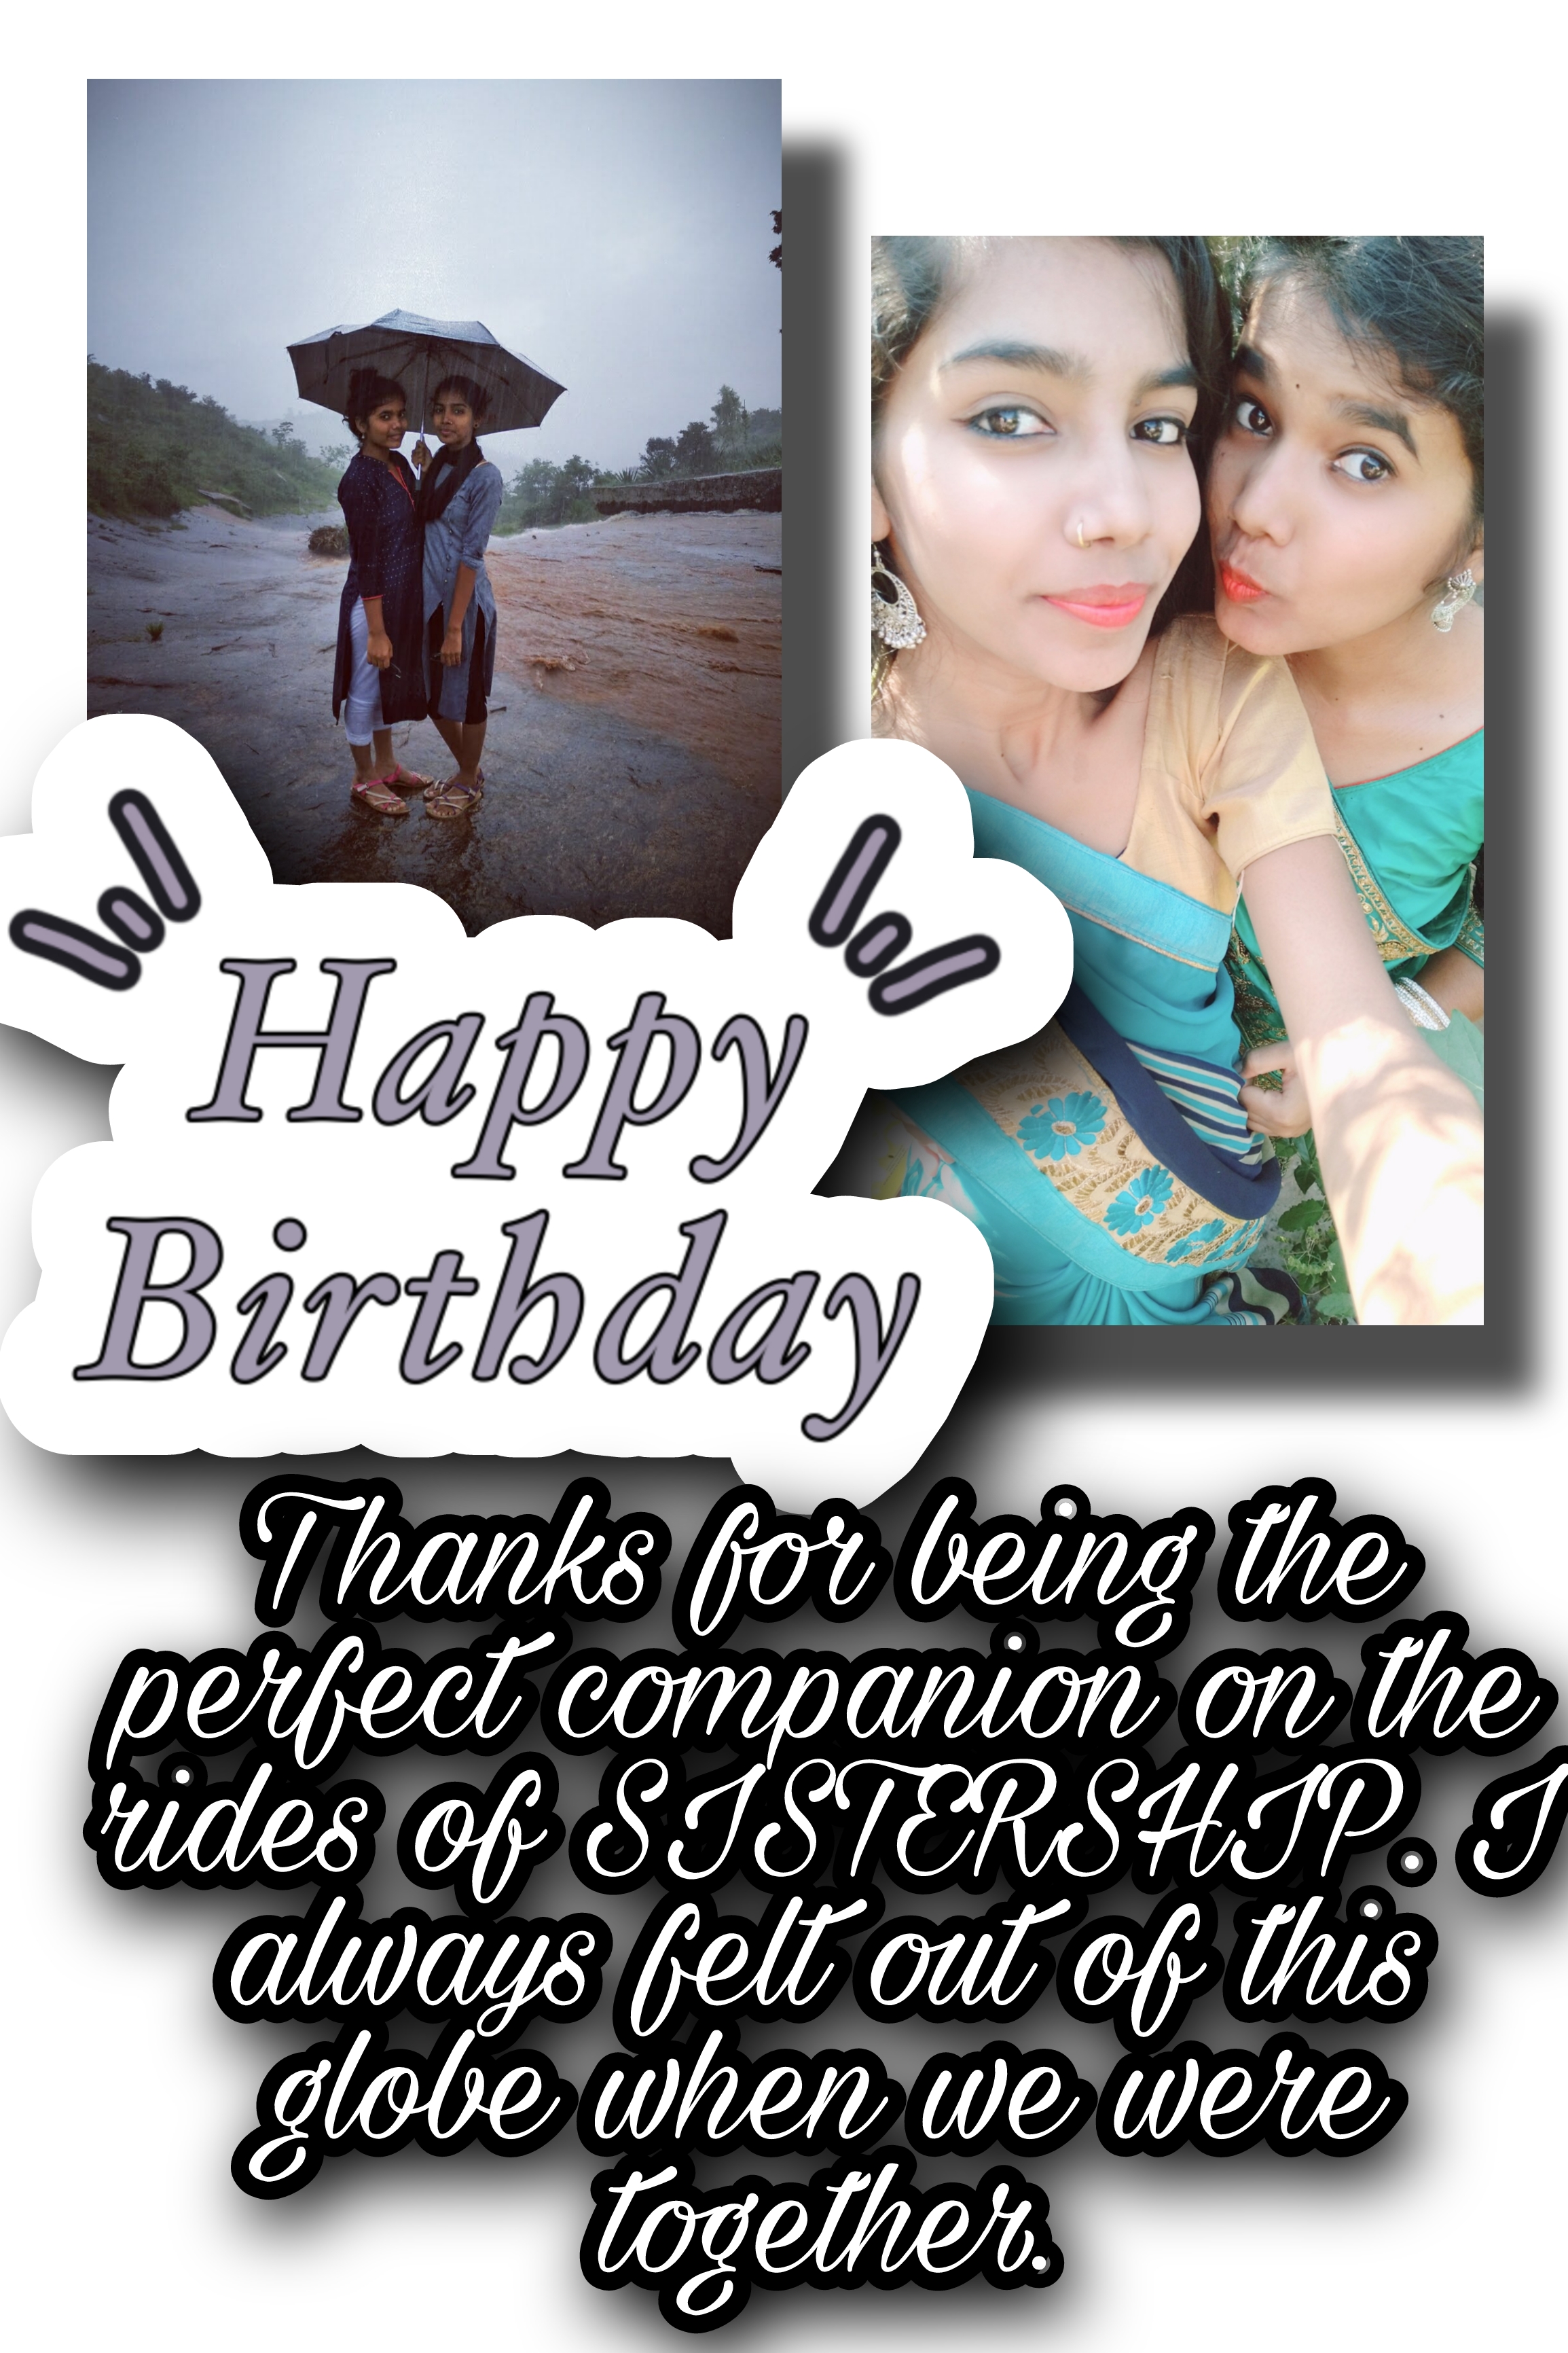 Happy
Birthday
Thanks for being the
perfect companion on the
rides of SISTERSHIP. I
always felt out of this
globe when we were
together.